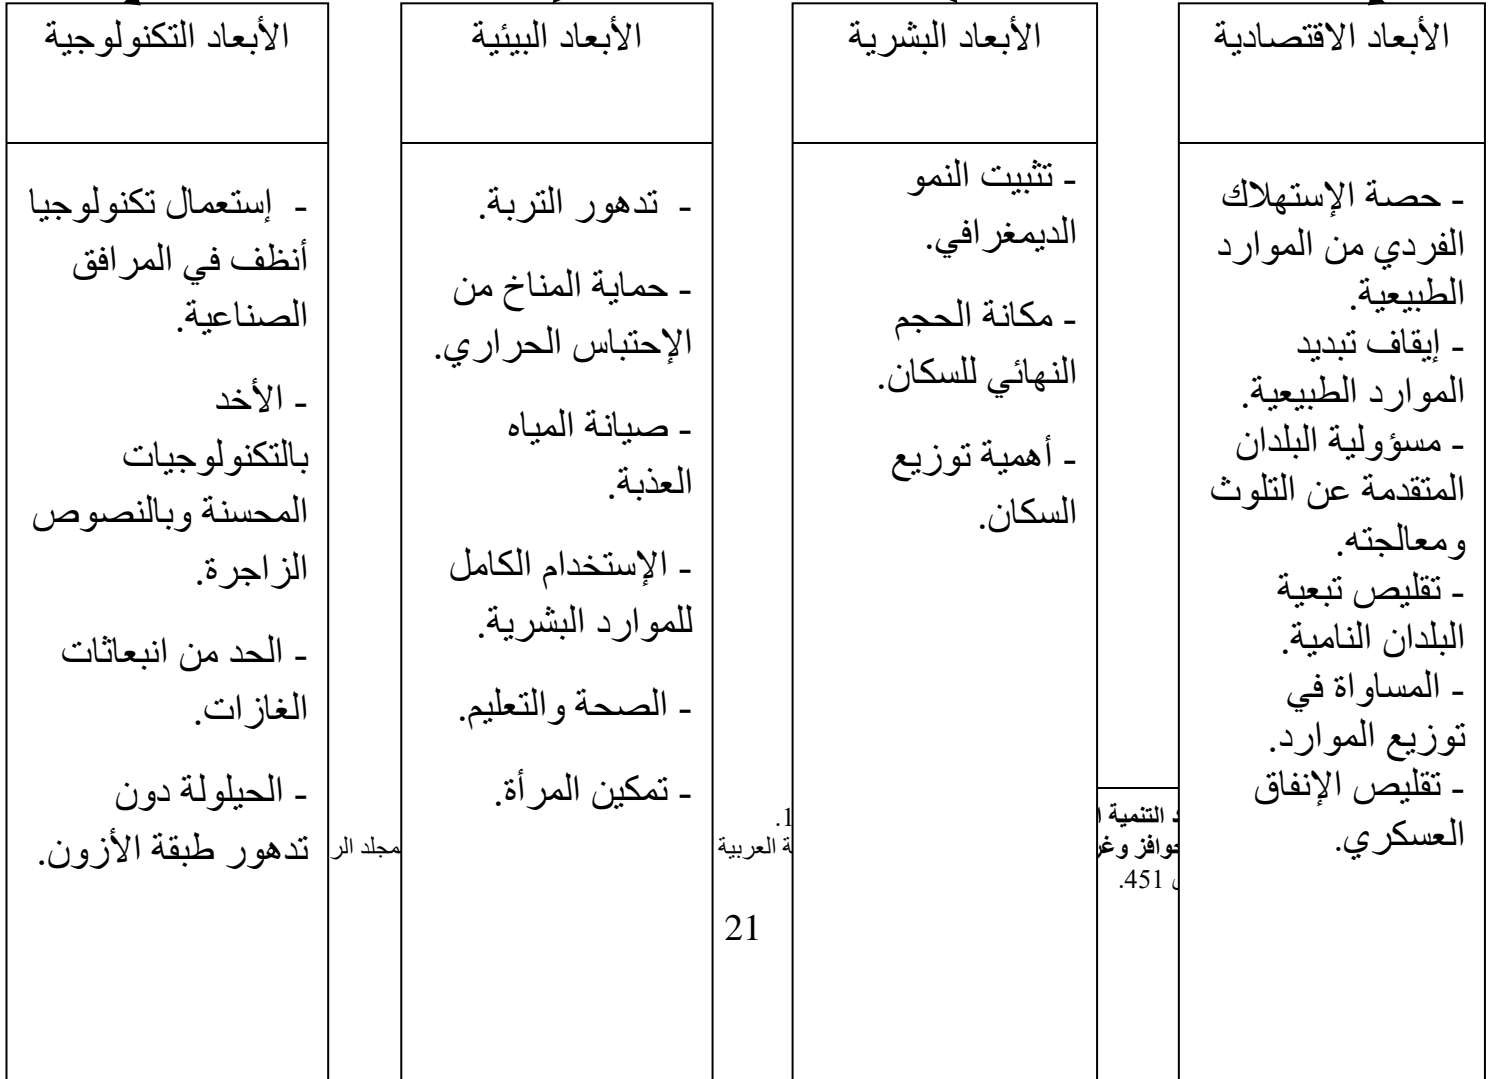 الأبعاد الاقتصادية
- حصة الإستهلاك
الفردي من الموارد
الطبيعية.
- إيقاف تبديد
الموارد الطبيعية.
- مسؤولية البلدان
المتقدمة عن التلوث
ومعالجته.
- تقليص تبعية
البلدان النامية.
- المساواة في
توزيع الموارد.
- تقليص الإنفاق
العسكري.
الأبعاد البشرية
- تثبيت النمو
الديمغرافي.
- مكانة الحجم
النهائي للسكان.
- أهمية توزيع
السكان.
الأبعاد البيئية
- تدهور التربة.
- حماية المناخ من
الإحتباس الحراري.
- صيانة المياه
العذبة.
- الإستخدام الكامل
للموارد البشرية.
- الصحة والتعليم.
- تمكين المرأة.
الأبعاد التكنولوجية
- إستعمال تكنولوجيا
أنظف في المرافق
الصناعية.
- الأخد
بالتكنولوجيات
المحسنة وبالنصوص
الزاجرة.
- الحد من انبعاثات
الغازات.
- الحيلولة دون
تدهور طبقة الأزون.
التنمية
العربية
451.
21